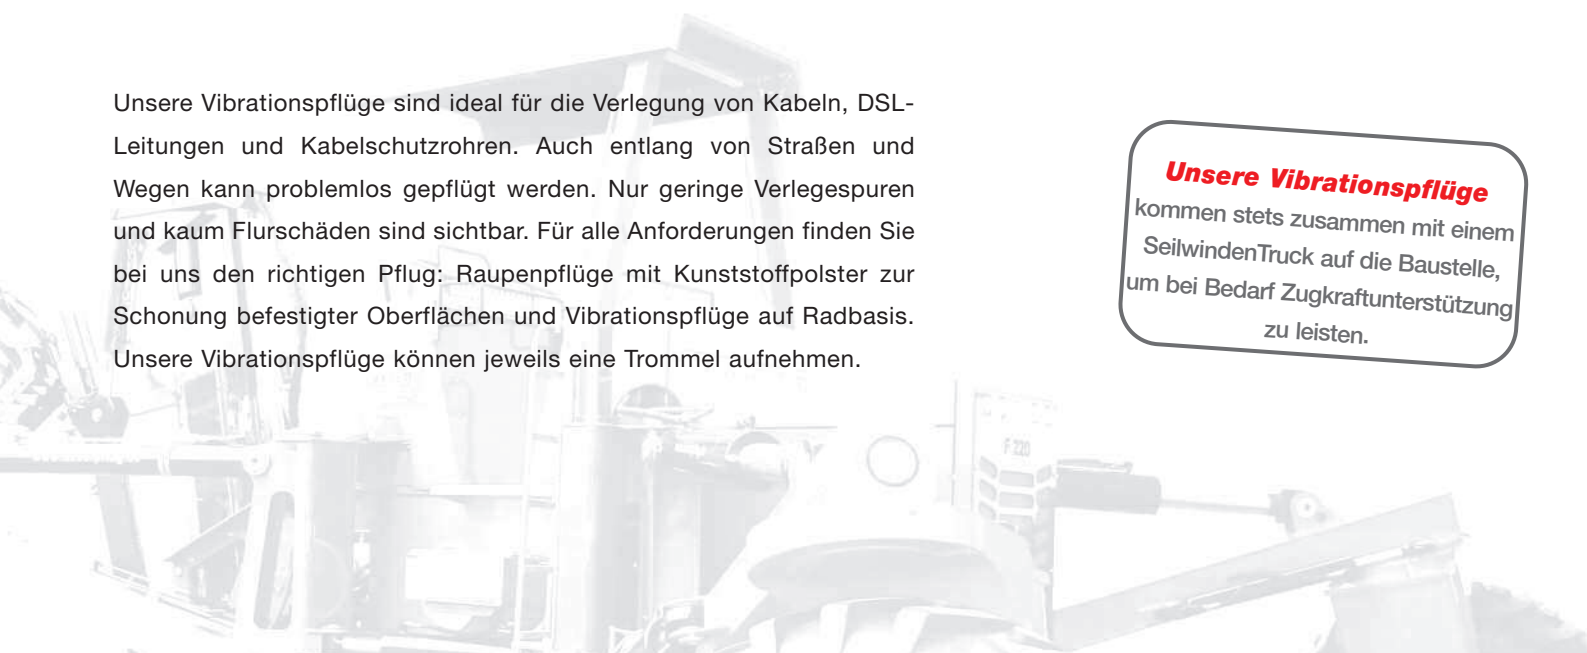 Unsere Vibrationspflüge sind ideal für die Verlegung von Kabeln, DSL-
Leitungen und Kabelschutzrohren. Auch entlang von Straßen und
Wegen kann problemlos gepflügt werden. Nur geringe Verlegespuren
und kaum Flurschäden sind sichtbar. Für alle Anforderungen finden Sie
bei uns den richtigen Pflug: Raupenpflüge mit Kunststoffpolster zur
Schonung befestigter Oberflächen und Vibrationspflüge auf Radbasis.
Unsere Vibrationspflüge können jeweils eine Trommel aufnehmen.
Unsere Vibrationspflüge
kommen stets zusammen mit einem
SeilwindenTruck auf die Baustelle,
um bei Bedarf Zugkraftunterstützung
zu leisten.
F 220